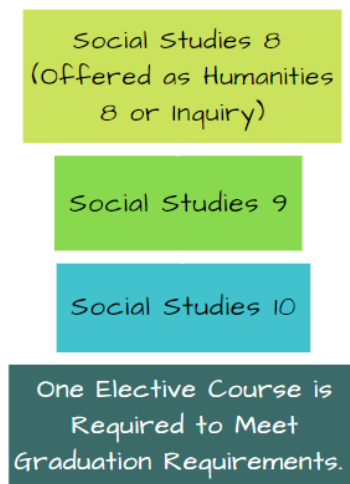 Social Studies 8
(Offered as Humanities
8 or Inquiry)
Social Studies 9
Social Studies 10
One Elective Course is
Required to Meet
Graduation Requirements.